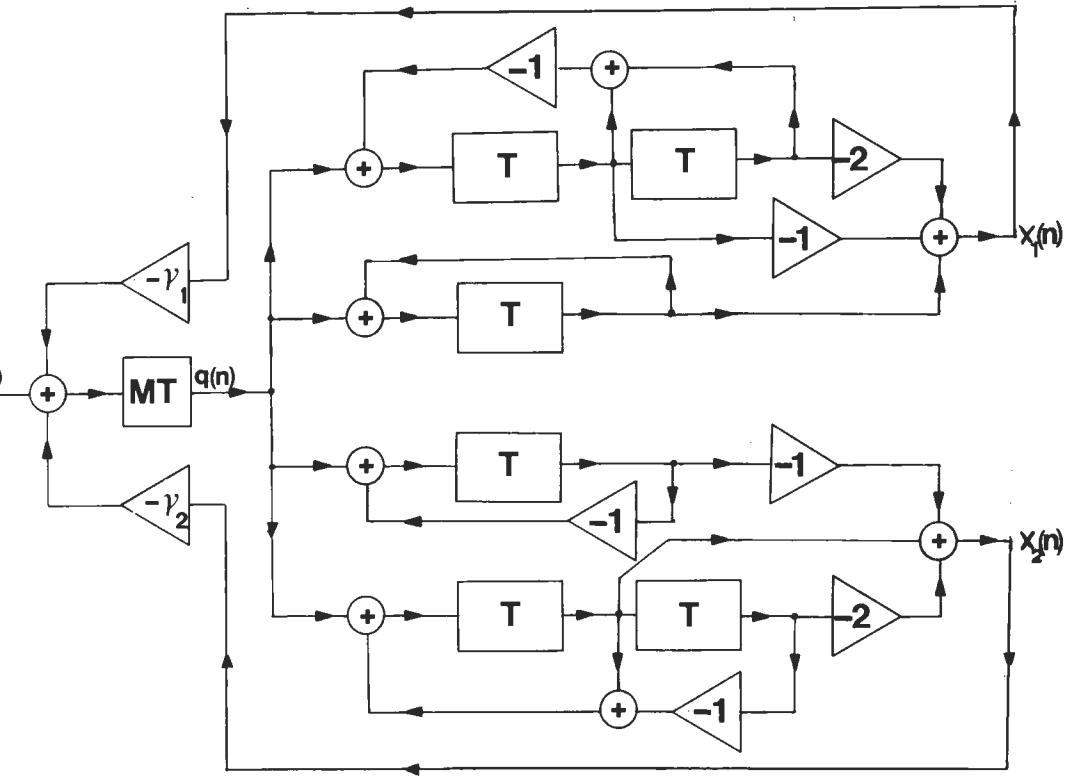 -1
+
+
T
T
-2
-1
+
X1(n)
-γ1
+
T
)
+
MT
q(n)
+
T
-1
-1
-γ2
+
X2(n)
+
T
T
-2
+
-1